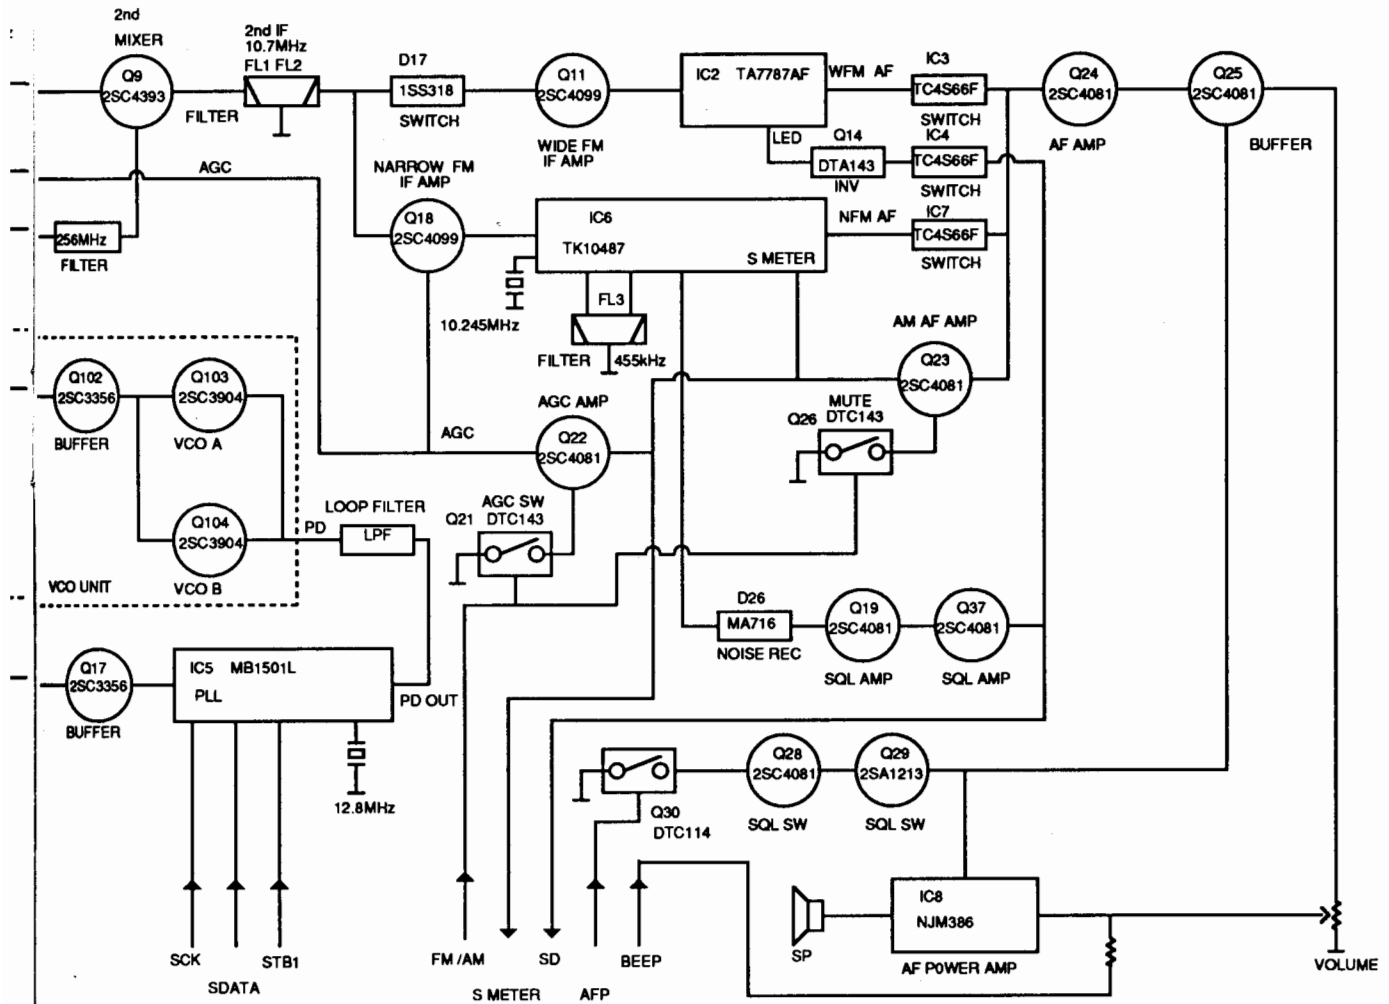 2nd
MIXER
Q9
2SC4393
FILTER
2nd IF
10.7MHz
FL1 FL2
D17
1SS318
SWITCH
Q11
2SC4099
WIDE FM
IF AMP
IC2 TA7787AF
WFM AF
LED
IC3
TC4S66F
SWITCH
Q24
2SC4081
AF AMP
Q25
2SC4081
BUFFER
Q14
DTA143
INV
IC4
TC4S66F
SWITCH
AGC
NARROW FM
IF AMP
Q18
2SC4099
IC6
TK10487
S METER
NFM AF
IC7
TC4S66F
SWITCH
256MHz
FILTER
10.245MHz
FL3
FILTER
455kHz
AM AF AMP
Q23
2SC4081
MUTE
Q26
DTC143
Q102
2SC3356
BUFFER
Q103
2SC3904
VCO A
AGC
AGC AMP
Q22
2SC4081
Q104
2SC3904
VCO B
VCO UNIT
PD
LOOP FILTER
LPF
AGC SW
Q21
DTC143
D26
MA716
NOISE REC
Q19
2SC4081
SQL AMP
Q37
2SC4081
SQL AMP
Q17
2SC3356
BUFFER
IC5 MB1501L
PLL
PD OUT
12.8MHz
Q30
DTC114
Q28
2SC4081
SQL SW
Q29
2SA1213
SQL SW
IC8
NJM386
AF POWER AMP
SP
VOLUME
SCK
SDATA
STB1
FM /AM
S METER
SD
AFP
BEEP